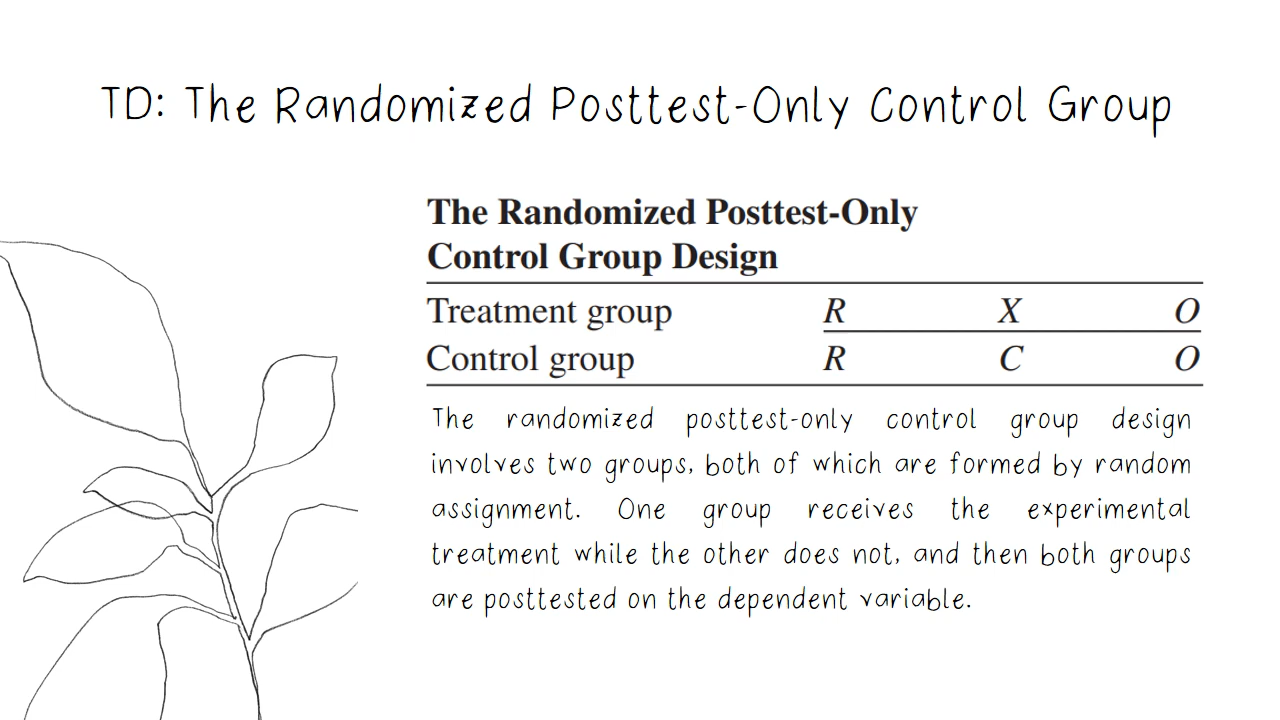 TD: The Randomized Posttest-Only Control Group
The Randomized Posttest-Only
Control Group Design
Treatment group R X O
Control group R C O
The randomized posttest-only control group design
involves two groups, both of which are formed by random
assignment. One group receives the experimental
treatment while the other does not, and then both groups
are posttested on the dependent variable.